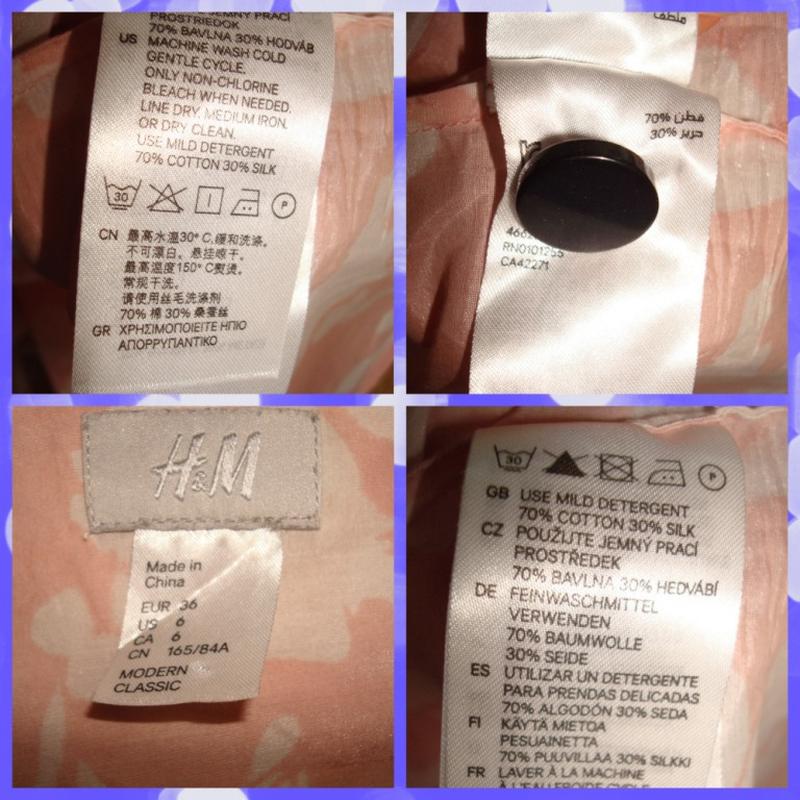 PROSTRIEDOK
70% BAVLNA 30% HODVÁB
US MACHINE WASH COLD
GENTLE CYCLE.
ONLY NON-CHLORINE
BLEACH WHEN NEEDED.
LINE DRY. MEDIUM IRON.
OR DRY CLEAN.
USE MILD DETERGENT
70% COTTON 30% SILK
30
P
CN 最高水温30°C,缓和洗涤.
不可漂白。悬挂晾干。
最高温度150°C熨烫。
常规干洗。
请使用丝毛洗涤剂
70% 棉 30% 桑蚕丝
GR ΧΡΗΣΙΜΟΠΟΙΕΙΤΕ ΗΠΙΟ
ΑΠΟΡΡΥΠΑΝΤΙΚΟ
ملطف
70% قطن
30% حرير
RN0101255
CA42271
H&M
Made in
China
EUR 36
US 6
CA 6
CN 165/84A
MODERN
CLASSIC
30
P
GB USE MILD DETERGENT
70% COTTON 30% SILK
CZ POUŽIJTE JEMNÝ PRACÍ
PROSTŘEDEK
70% BAVLNA 30% HEDVÁBÍ
DE FEINWASCHMITTEL
VERWENDEN
70% BAUMWOLLE
30% SEIDE
ES UTILIZAR UN DETERGENTE
PARA PRENDAS DELICADAS
70% ALGODÓN 30% SEDA
FI KÄYTÄ MIETOA
PESUAINETTA
70% PUUVILLAA 30% SILKKI
FR LAVER À LA MACHINE